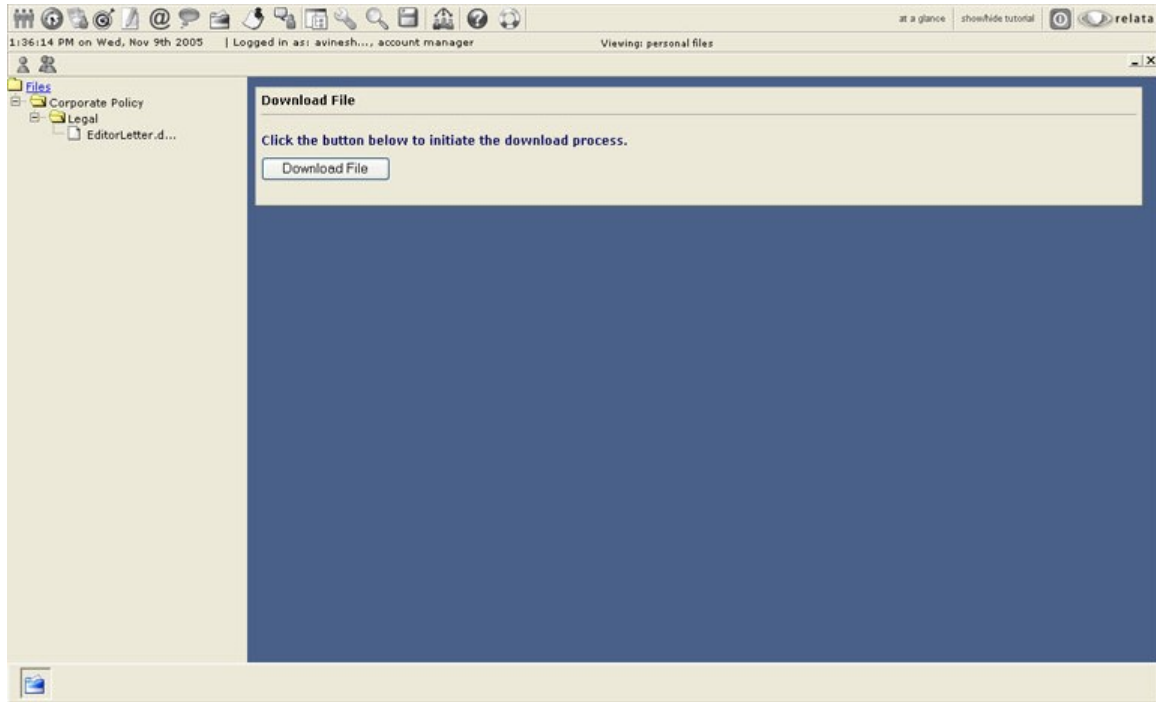 at a glance
show/hide tutorial
relata
1:36:14 PM on Wed, Nov 9th 2005 | Logged in as: avinesh..., account manager
Viewing: personal files
Files
Corporate Policy
Legal
EditorLetter.d...
Download File
Click the button below to initiate the download process.
Download File